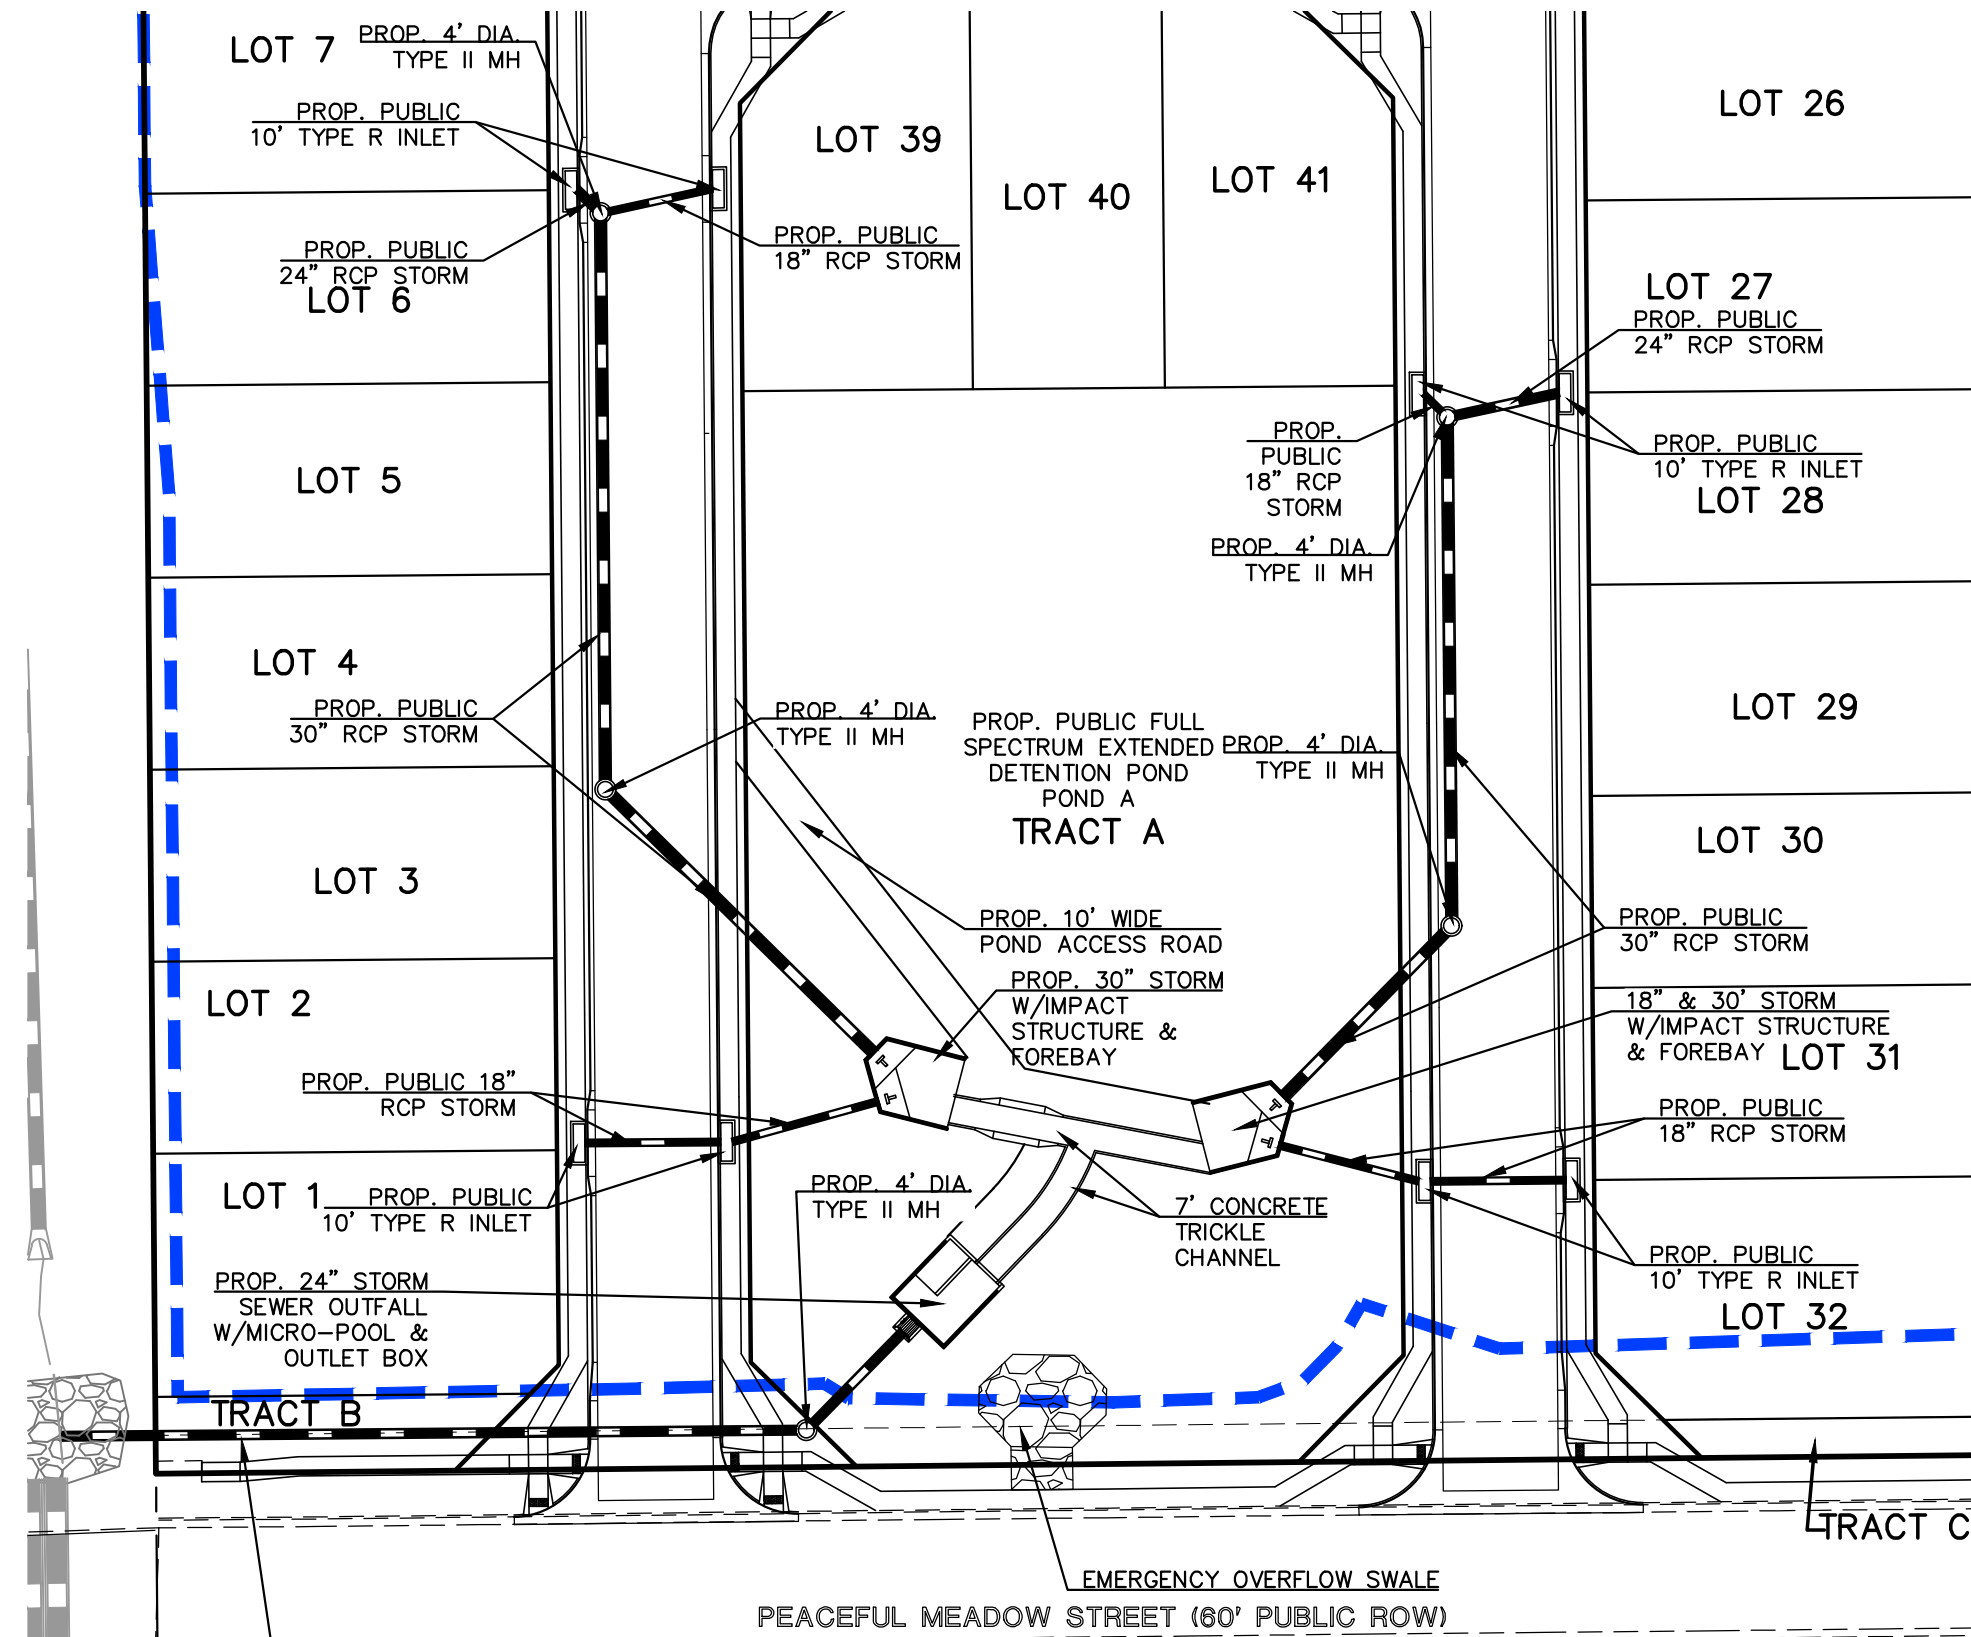 LOT 7
PROP. 4' DIA.
TYPE II MH
PROP. PUBLIC
10' TYPE R INLET
LOT 39
LOT 40
LOT 41
LOT 26
PROP. PUBLIC
24" RCP STORM
LOT 6
PROP. PUBLIC
18" RCP STORM
LOT 27
PROP. PUBLIC
24" RCP STORM
LOT 5
PROP.
PUBLIC
18" RCP
STORM
PROP. PUBLIC
10' TYPE R INLET
LOT 28
PROP. 4' DIA.
TYPE II MH
LOT 4
PROP. PUBLIC
30" RCP STORM
PROP. 4' DIA.
TYPE II MH
PROP. PUBLIC FULL
SPECTRUM EXTENDED
DETENTION POND
POND A
TRACT A
PROP. 4' DIA.
TYPE II MH
LOT 29
LOT 30
LOT 3
PROP. 10' WIDE
POND ACCESS ROAD
PROP. PUBLIC
30" RCP STORM
LOT 2
PROP. 30" STORM
W/IMPACT
STRUCTURE &
FOREBAY
18" & 30' STORM
W/IMPACT STRUCTURE
& FOREBAY
LOT 31
PROP. PUBLIC 18"
RCP STORM
PROP. PUBLIC
18" RCP STORM
LOT 1
PROP. PUBLIC
10' TYPE R INLET
PROP. 4' DIA.
TYPE II MH
7' CONCRETE
TRICKLE
CHANNEL
PROP. PUBLIC
10' TYPE R INLET
LOT 32
PROP. 24" STORM
SEWER OUTFALL
W/MICRO-POOL &
OUTLET BOX
TRACT B
TRACT C
EMERGENCY OVERFLOW SWALE
PEACEFUL MEADOW STREET (60' PUBLIC ROW)